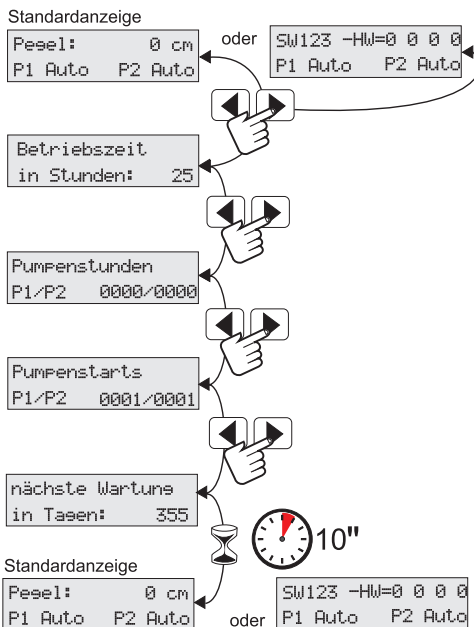 Standardanzeige
Pegel: 0 cm
P1 Auto P2 Auto
oder
SW123 -HW=0 0 0 0
P1 Auto P2 Auto
Betriebszeit
in Stunden: 25
Pumpenstunden
P1/P2 0000/0000
Pumpenstarts
P1/P2 0001/0001
nächste Wartung
in Tagen: 355
10"
Standardanzeige
Pegel: 0 cm
P1 Auto P2 Auto
oder
SW123 -HW=0 0 0 0
P1 Auto P2 Auto